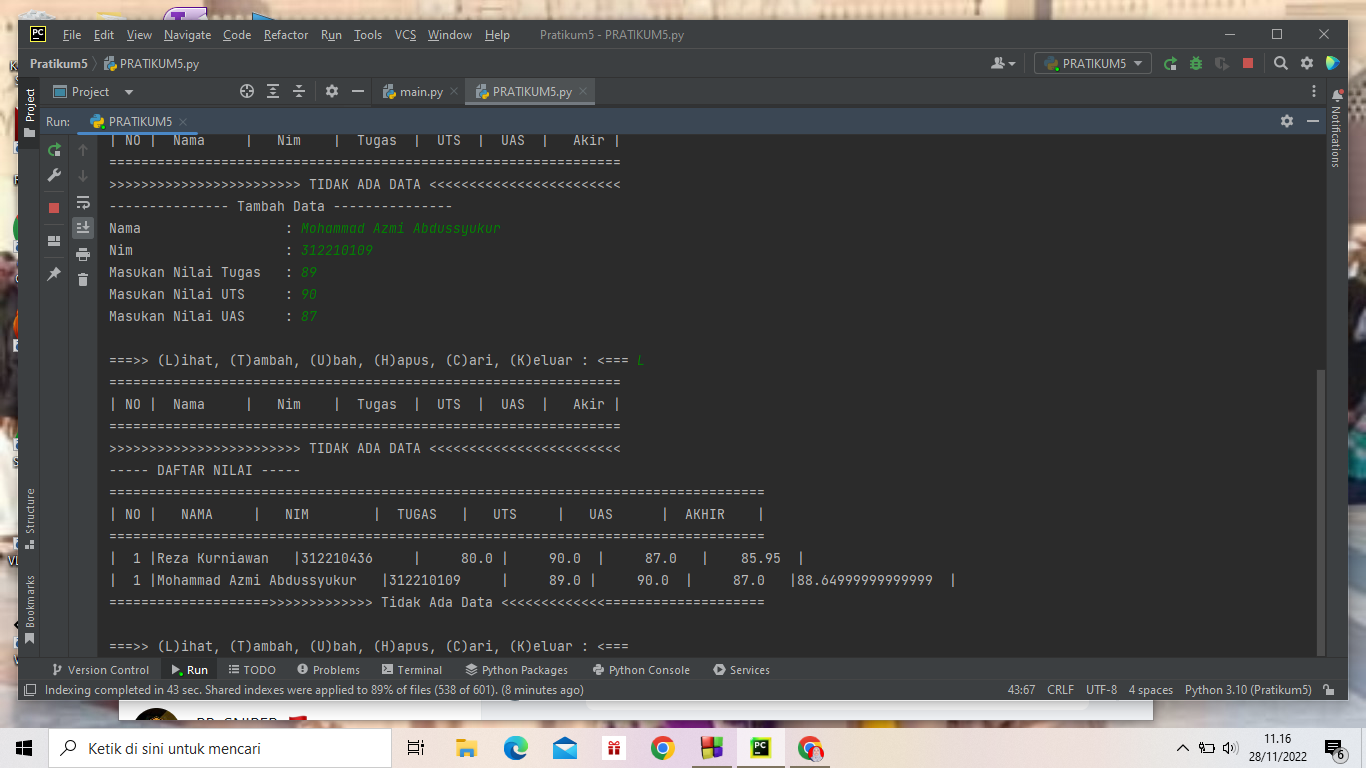 File Edit View Navigate Code Refactor Run Tools VCS Window Help Pratikum5 - PRATIKUM5.py
Pratikum5 PRATIKUM5.py PRATIKUM5
Project main.py PRATIKUM5.py
Project
Notifications
Run: PRATIKUM5
| NO | Nama | Nim | Tugas | UTS | UAS | Akir |
================================================================
>>>>>>>>>>>>>>>>>>>>>>>> TIDAK ADA DATA <<<<<<<<<<<<<<<<<<<<<<<<
--------------- Tambah Data ---------------
Nama : Mohammad Azmi Abdussyukur
Nim : 312210109
Masukan Nilai Tugas : 89
Masukan Nilai UTS : 90
Masukan Nilai UAS : 87
===>> (L)ihat, (T)ambah, (U)bah, (H)apus, (C)ari, (K)eluar : <=== L
================================================================
| NO | Nama | Nim | Tugas | UTS | UAS | Akir |
================================================================
>>>>>>>>>>>>>>>>>>>>>>>> TIDAK ADA DATA <<<<<<<<<<<<<<<<<<<<<<<<
----- DAFTAR NILAI -----
==================================================================================
| NO | NAMA | NIM | TUGAS | UTS | UAS | AKHIR |
==================================================================================
| 1 |Reza Kurniawan |312210436 | 80.0 | 90.0 | 87.0 | 85.95 |
| 1 |Mohammad Azmi Abdussyukur |312210109 | 89.0 | 90.0 | 87.0 |88.64999999999999 |
====================>>>>>>>>>>>>> Tidak Ada Data <<<<<<<<<<<<<====================
===>> (L)ihat, (T)ambah, (U)bah, (H)apus, (C)ari, (K)eluar : <===
Structure
Bookmarks
Version Control Run TODO Problems Terminal Python Packages Python Console Services
Indexing completed in 43 sec. Shared indexes were applied to 89% of files (538 of 601). (8 minutes ago) 43:67 CRLF UTF-8 4 spaces Python 3.10 (Pratikum5)
Ketik di sini untuk mencari
11.16
28/11/2022
6